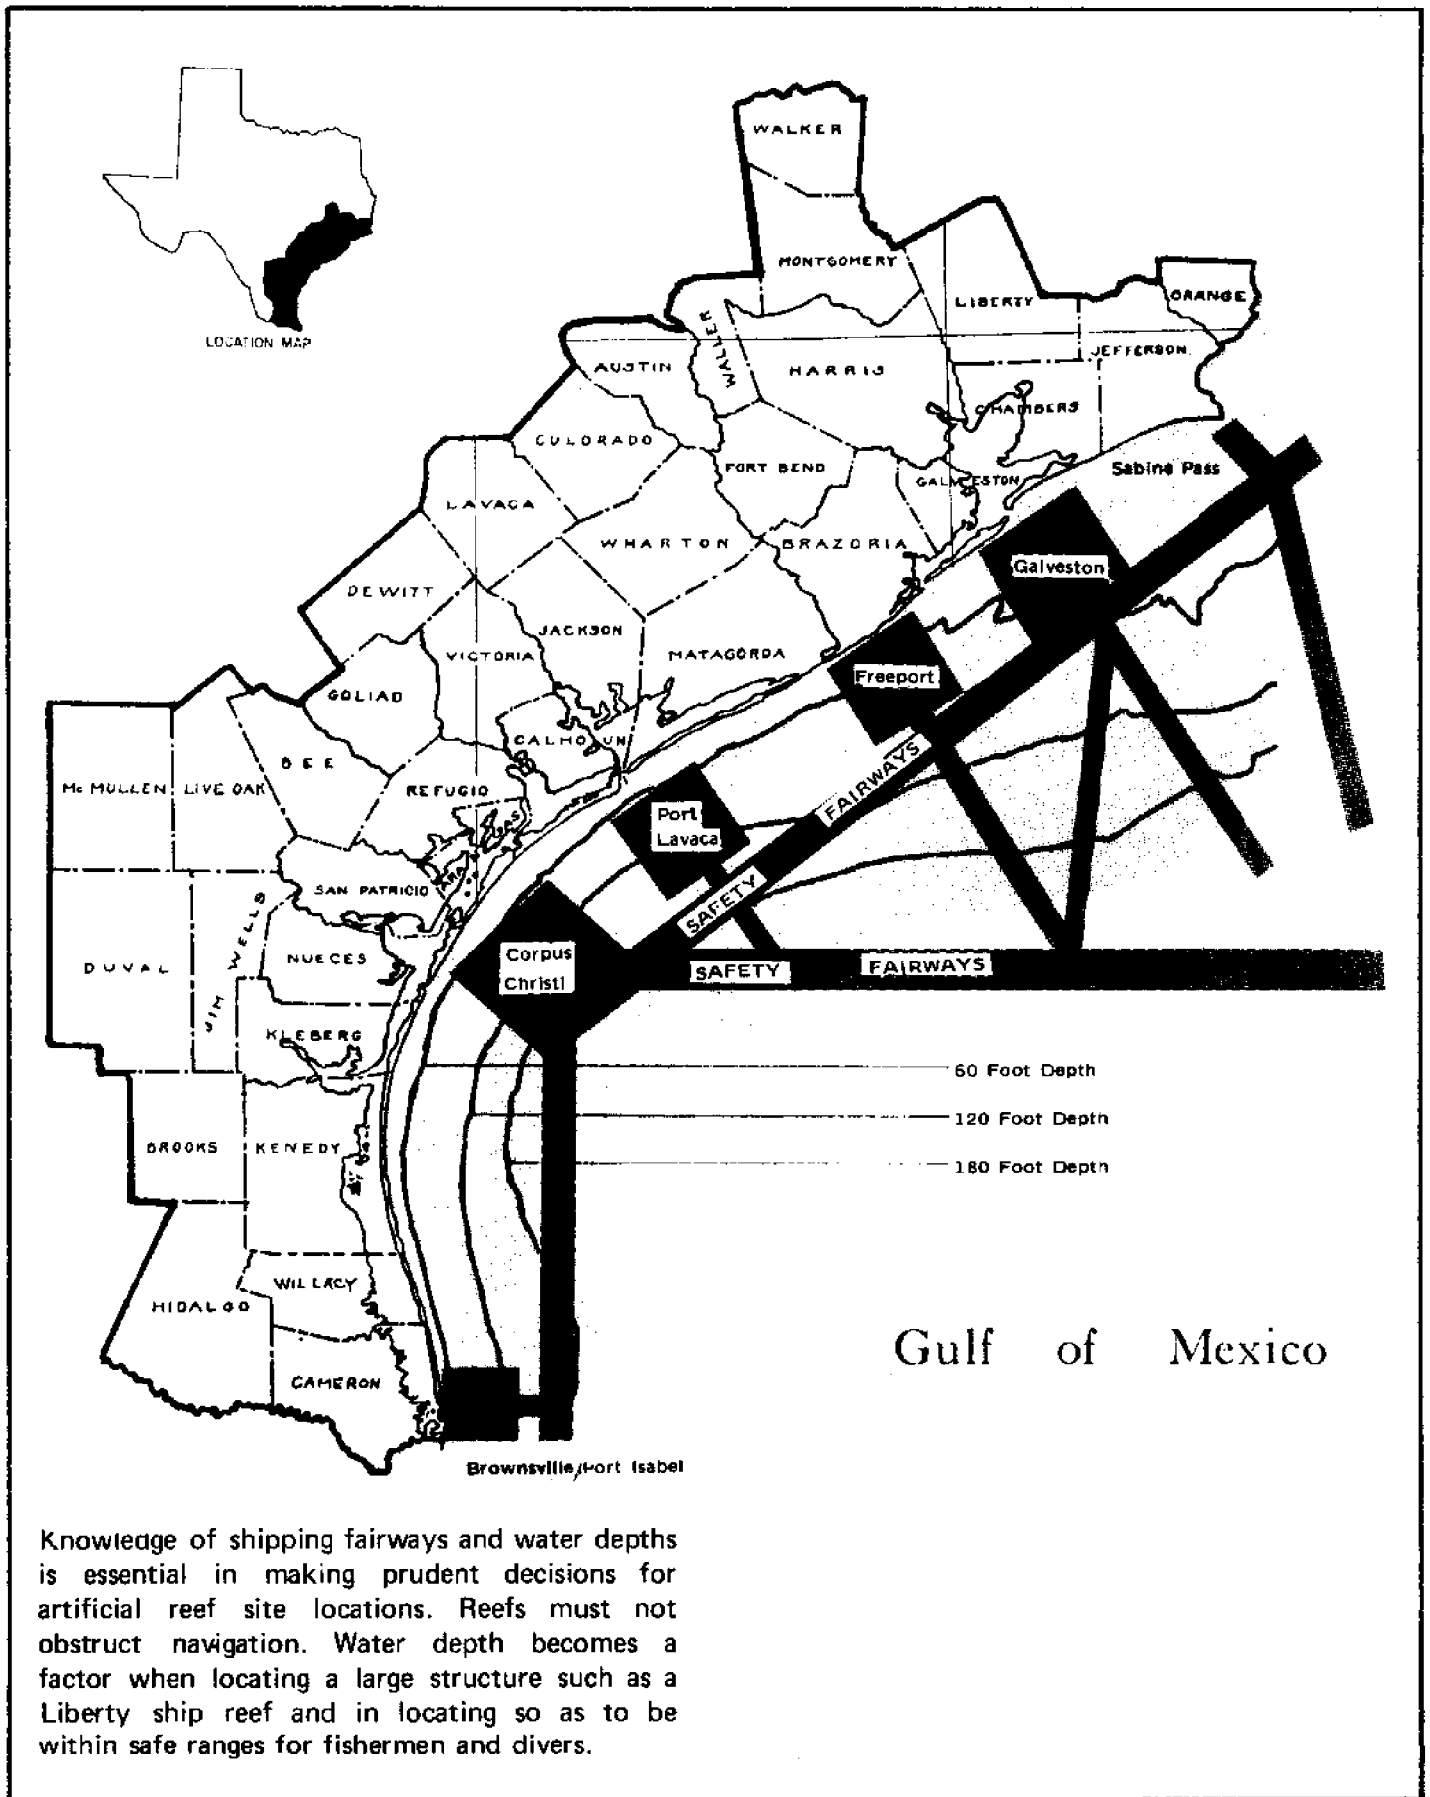 LOCATION MAP
WALKER
MONTGOMERY
LIBERTY
ORANGE
JEFFERSON
WALLER
AUSTIN
HARRIS
CHAMBERS
COLORADO
FORT BEND
GALVESTON
Sabine Pass
LAVACA
WHARTON
BRAZORIA
Galveston
DEWITT
JACKSON
VICTORIA
MATAGORDA
Freeport
GOLIAD
CALHOUN
BEE
Mc MULLEN
LIVE OAK
REFUGIO
Port
Lavaca
FAIRWAYS
SAN PATRICIO
SAFETY
JIM WELLS
DUVAL
NUECES
Corpus
Christi
SAFETY
FAIRWAYS
KLEBERG
60 Foot Depth
120 Foot Depth
BROOKS
KENEDY
180 Foot Depth
WILLACY
HIDALGO
Gulf of Mexico
CAMERON
Brownsville/Port Isabel
Knowledge of shipping fairways and water depths
is essential in making prudent decisions for
artificial reef site locations. Reefs must not
obstruct navigation. Water depth becomes a
factor when locating a large structure such as a
Liberty ship reef and in locating so as to be
within safe ranges for fishermen and divers.